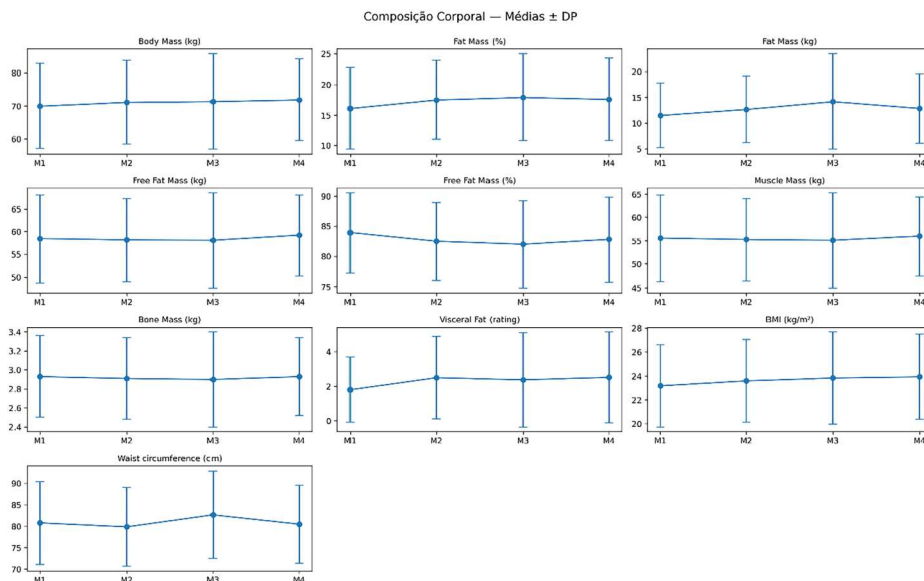 Composição Corporal — Médias ± DP
Body Mass (kg)
80
70
60
M1 M2 M3 M4
Fat Mass (%)
25
20
15
10
M1 M2 M3 M4
Fat Mass (kg)
20
15
10
5
M1 M2 M3 M4
Free Fat Mass (kg)
65
60
55
50
M1 M2 M3 M4
Free Fat Mass (%)
90
85
80
75
M1 M2 M3 M4
Muscle Mass (kg)
65
60
55
50
45
M1 M2 M3 M4
Bone Mass (kg)
3.4
3.2
3.0
2.8
2.6
2.4
M1 M2 M3 M4
Visceral Fat (rating)
4
2
0
M1 M2 M3 M4
BMI (kg/m²)
28
26
24
22
20
M1 M2 M3 M4
Waist circumference (cm)
90
85
80
75
70
M1 M2 M3 M4